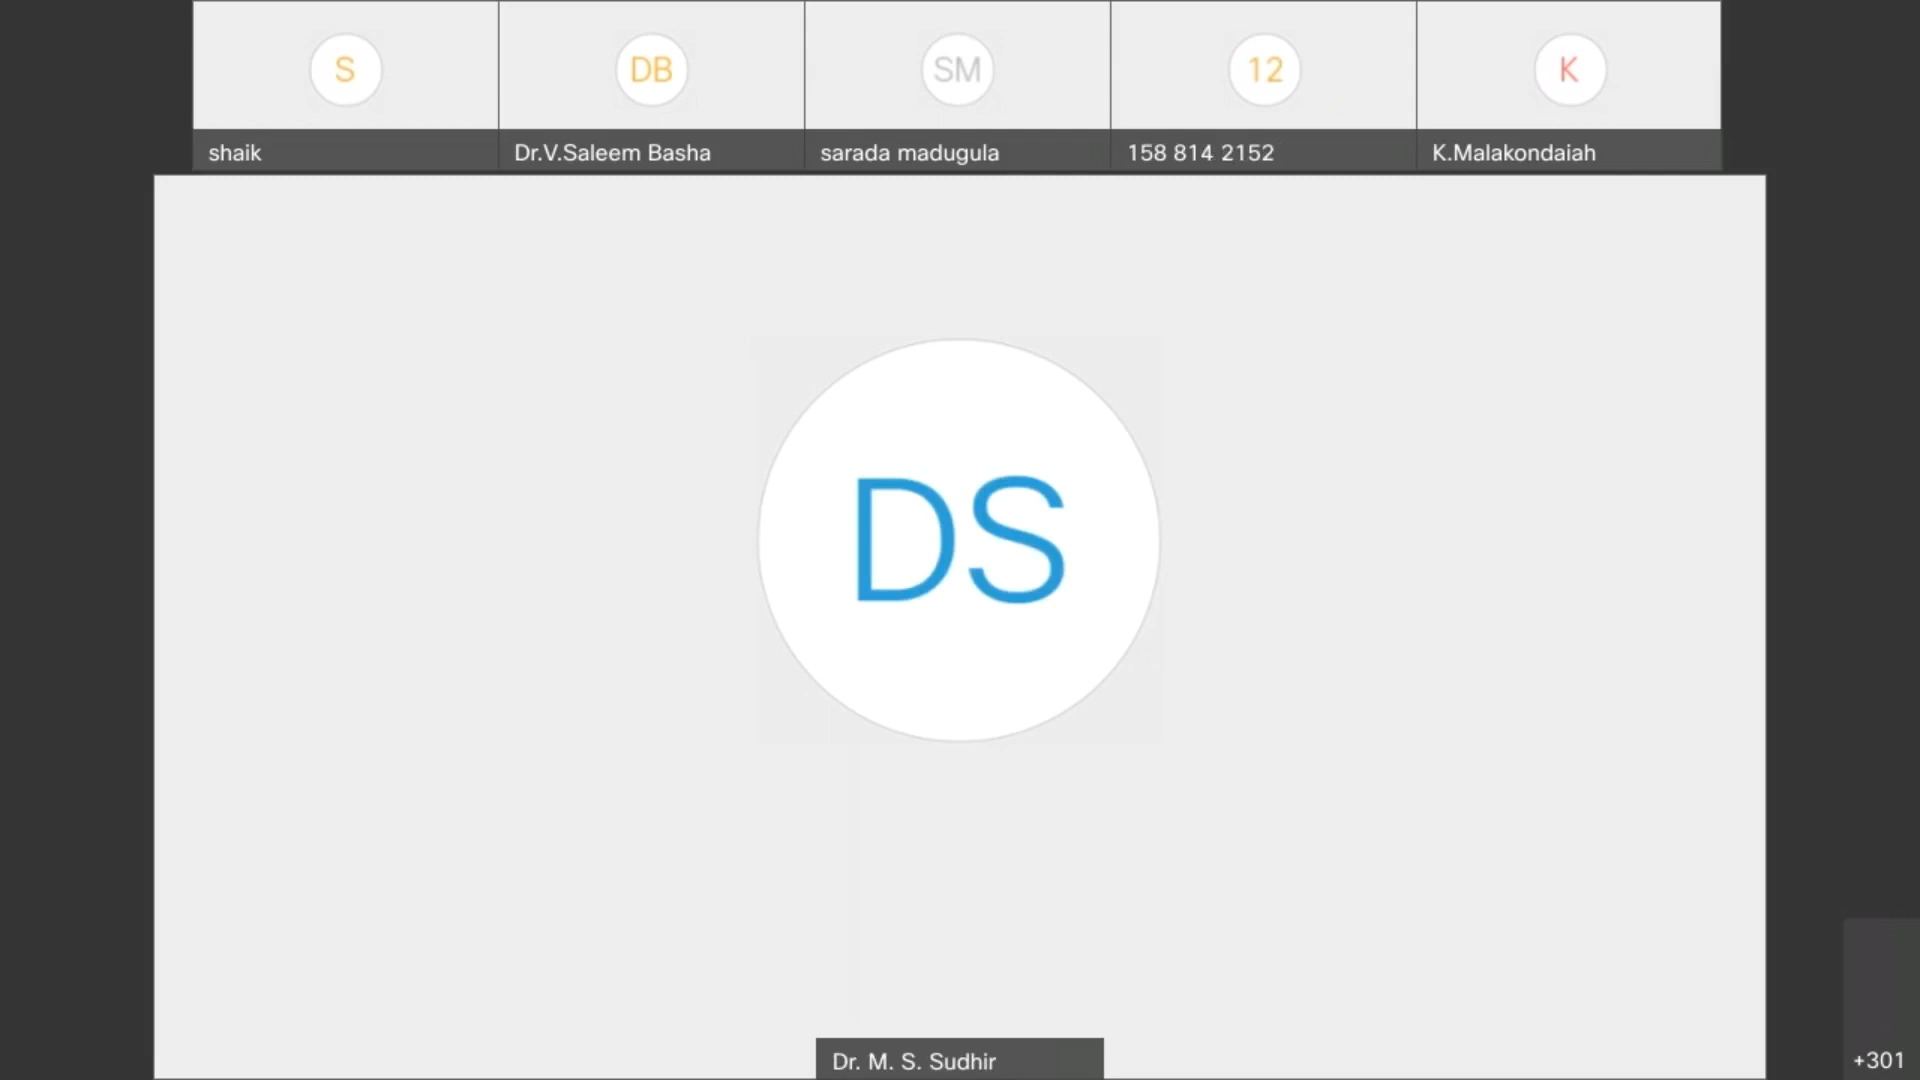 S
DB
SM
12
K
shaik
Dr.V.Saleem Basha
sarada madugula
158 814 2152
K.Malakondaiah
DS
Dr. M. S. Sudhir
+301